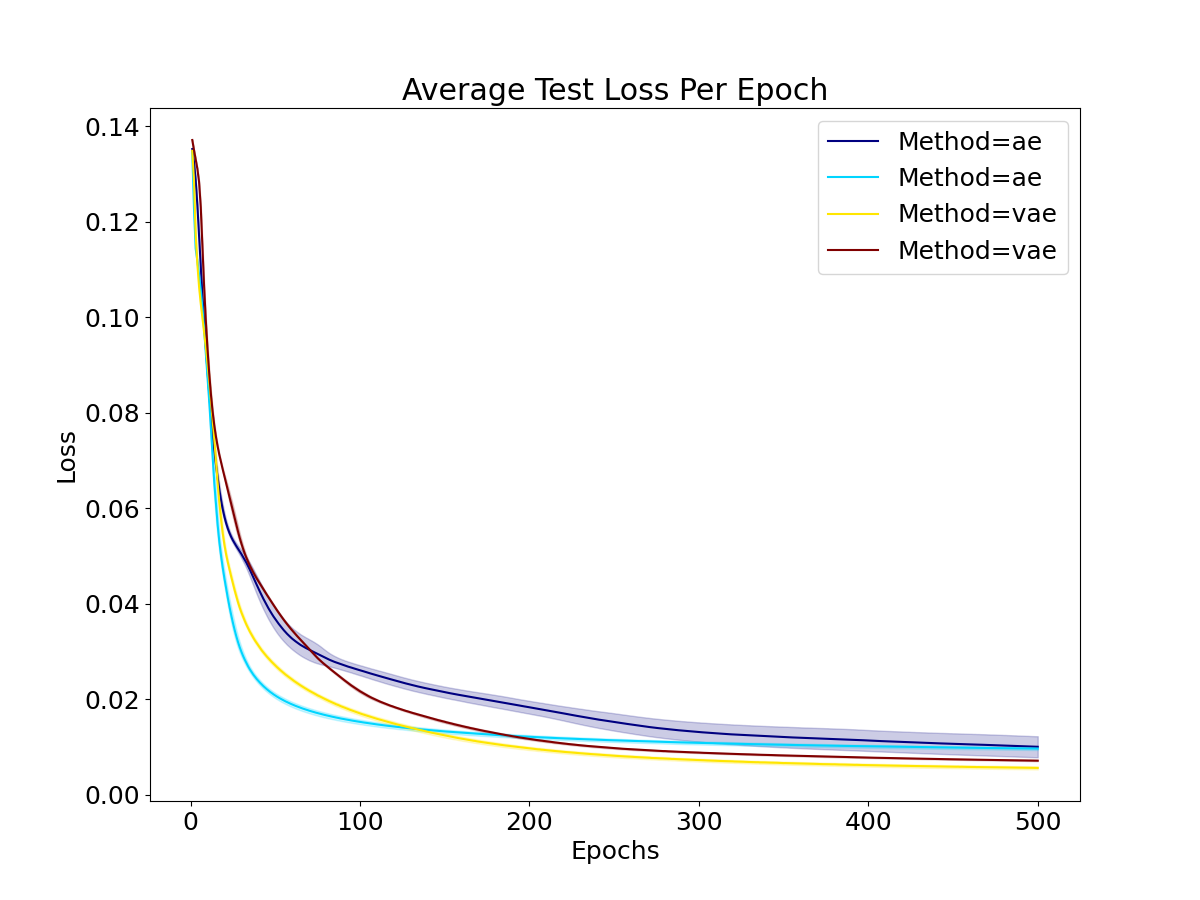 Average Test Loss Per Epoch
0.14
0.12
0.10
0.08
0.06
0.04
0.02
0.00
Loss
Method=ae
Method=ae
Method=vae
Method=vae
0 100 200 300 400 500
Epochs